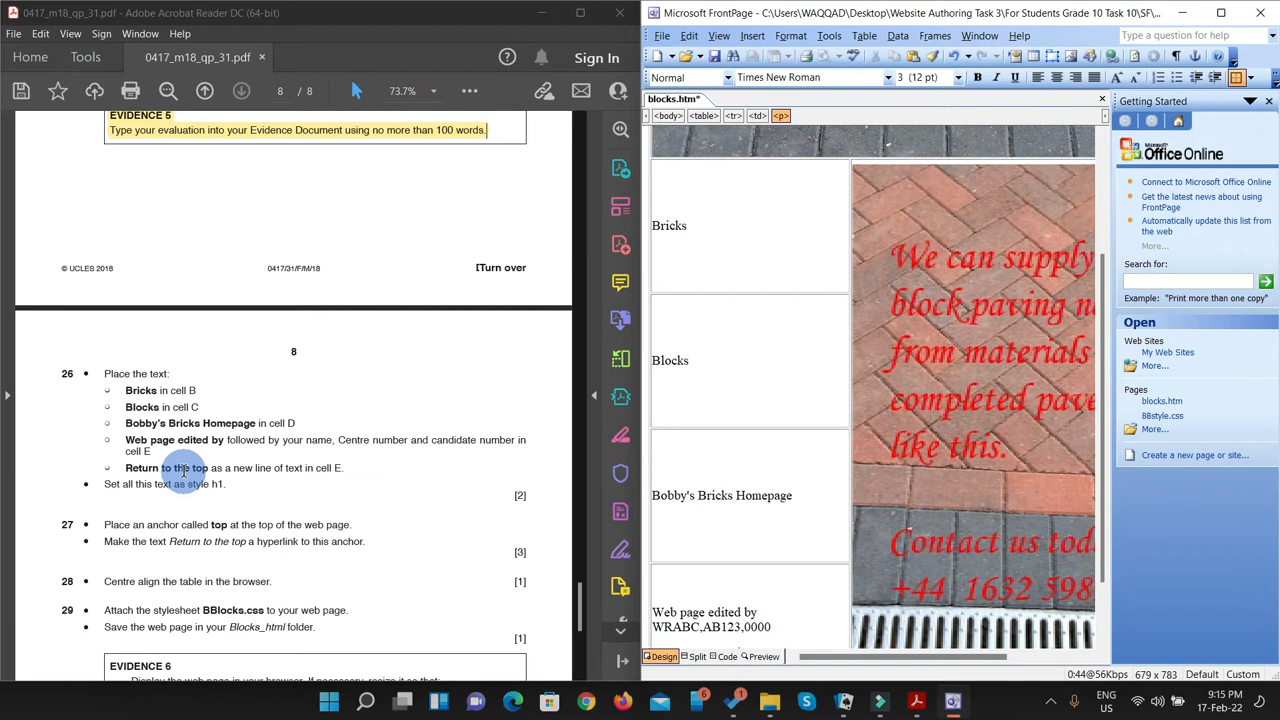 0417_m18_qp_31.pdf - Adobe Acrobat Reader DC (64-bit)
File Edit View Sign Window Help
Home Tools 0417_m18_qp_31.pdf Sign In
8 / 8 73.7%
EVIDENCE 5
Type your evaluation into your Evidence Document using no more than 100 words.
© UCLES 2018 0417/31/F/M/18 [Turn over
8
26 • Place the text:
Bricks in cell B
Blocks in cell C
Bobby's Bricks Homepage in cell D
Web page edited by followed by your name, Centre number and candidate number in
cell E
Return to the top as a new line of text in cell E.
• Set all this text as style h1.
[2]
27 • Place an anchor called top at the top of the web page.
• Make the text Return to the top a hyperlink to this anchor.
[3]
28 • Centre align the table in the browser. [1]
29 • Attach the stylesheet BBlocks.css to your web page.
• Save the web page in your Blocks_html folder.
[1]
EVIDENCE 6
Microsoft FrontPage - C:\Users\WAQQAD\Desktop\Website Authoring Task 3\For Students Grade 10 Task 10\SF\...
File Edit View Insert Format Tools Table Data Frames Window Help
Type a question for help
Normal Times New Roman 3 (12 pt) B I U
blocks.htm*
<body> <table> <tr> <td> <p>
Bricks
Blocks
Bobby's Bricks Homepage
Web page edited by
WRABC,AB123,0000
We can supply
block paving
from materials
completed pave
like this.
Contact us tod
+44 1632 598
Design Split Code Preview
0:44@56Kbps 679 x 783 Default Custom
Getting Started
Microsoft
Office Online
Connect to Microsoft Office Online
Get the latest news about using
FrontPage
Automatically update this list from
the web
More...
Search for:
Example: "Print more than one copy"
Open
Web Sites
My Web Sites
More...
Pages
blocks.htm
BBstyle.css
More...
Create a new page or site...
6
1
ENG
US
9:15 PM
17-Feb-22